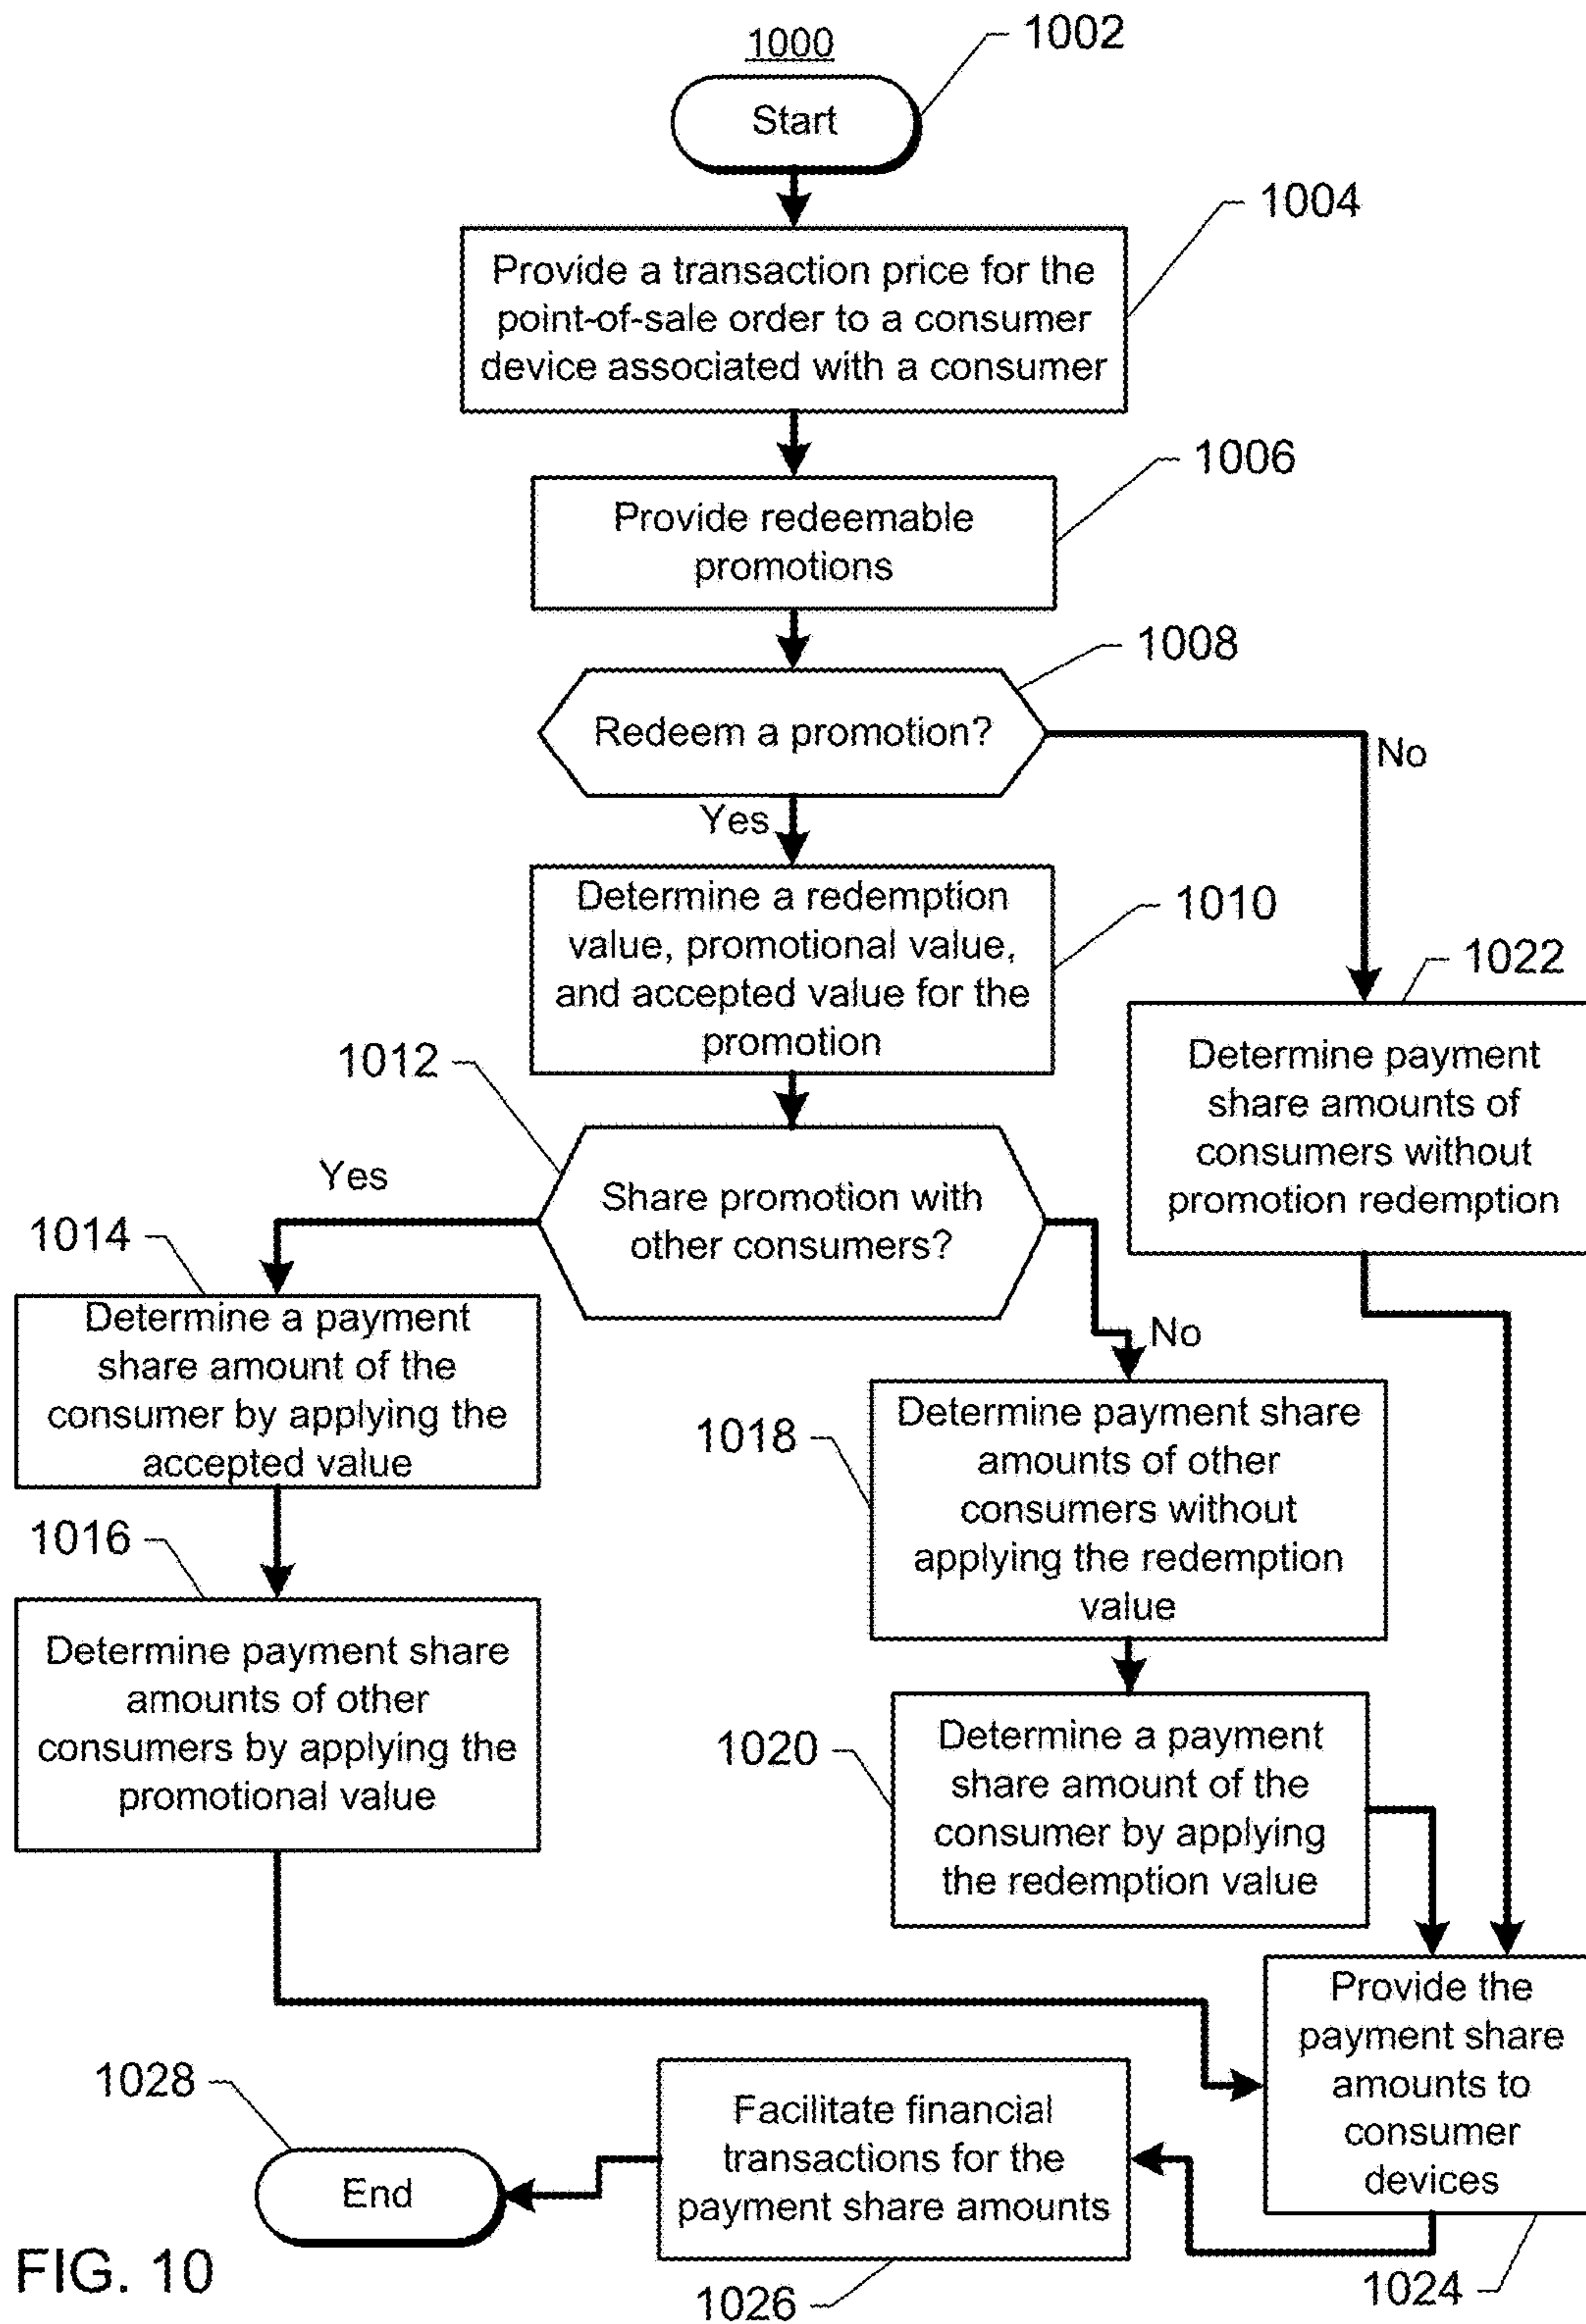 1000
1002
Start
1004
Provide a transaction price for the
point-of-sale order to a consumer
device associated with a consumer
1006
Provide redeemable
promotions
1008
Redeem a promotion?
No
Yes
Determine a redemption
value, promotional value,
and accepted value for the
promotion
1010
1022
Determine payment
share amounts of
consumers without
promotion redemption
1012
Share promotion with
other consumers?
Yes
No
1014
Determine a payment
share amount of the
consumer by applying the
accepted value
1016
Determine payment share
amounts of other
consumers by applying the
promotional value
1018
Determine payment share
amounts of other
consumers without
applying the redemption
value
1020
Determine a payment
share amount of the
consumer by applying
the redemption value
Provide the
payment share
amounts to
consumer
devices
1024
Facilitate financial
transactions for the
payment share amounts
1026
1028
End
FIG. 10